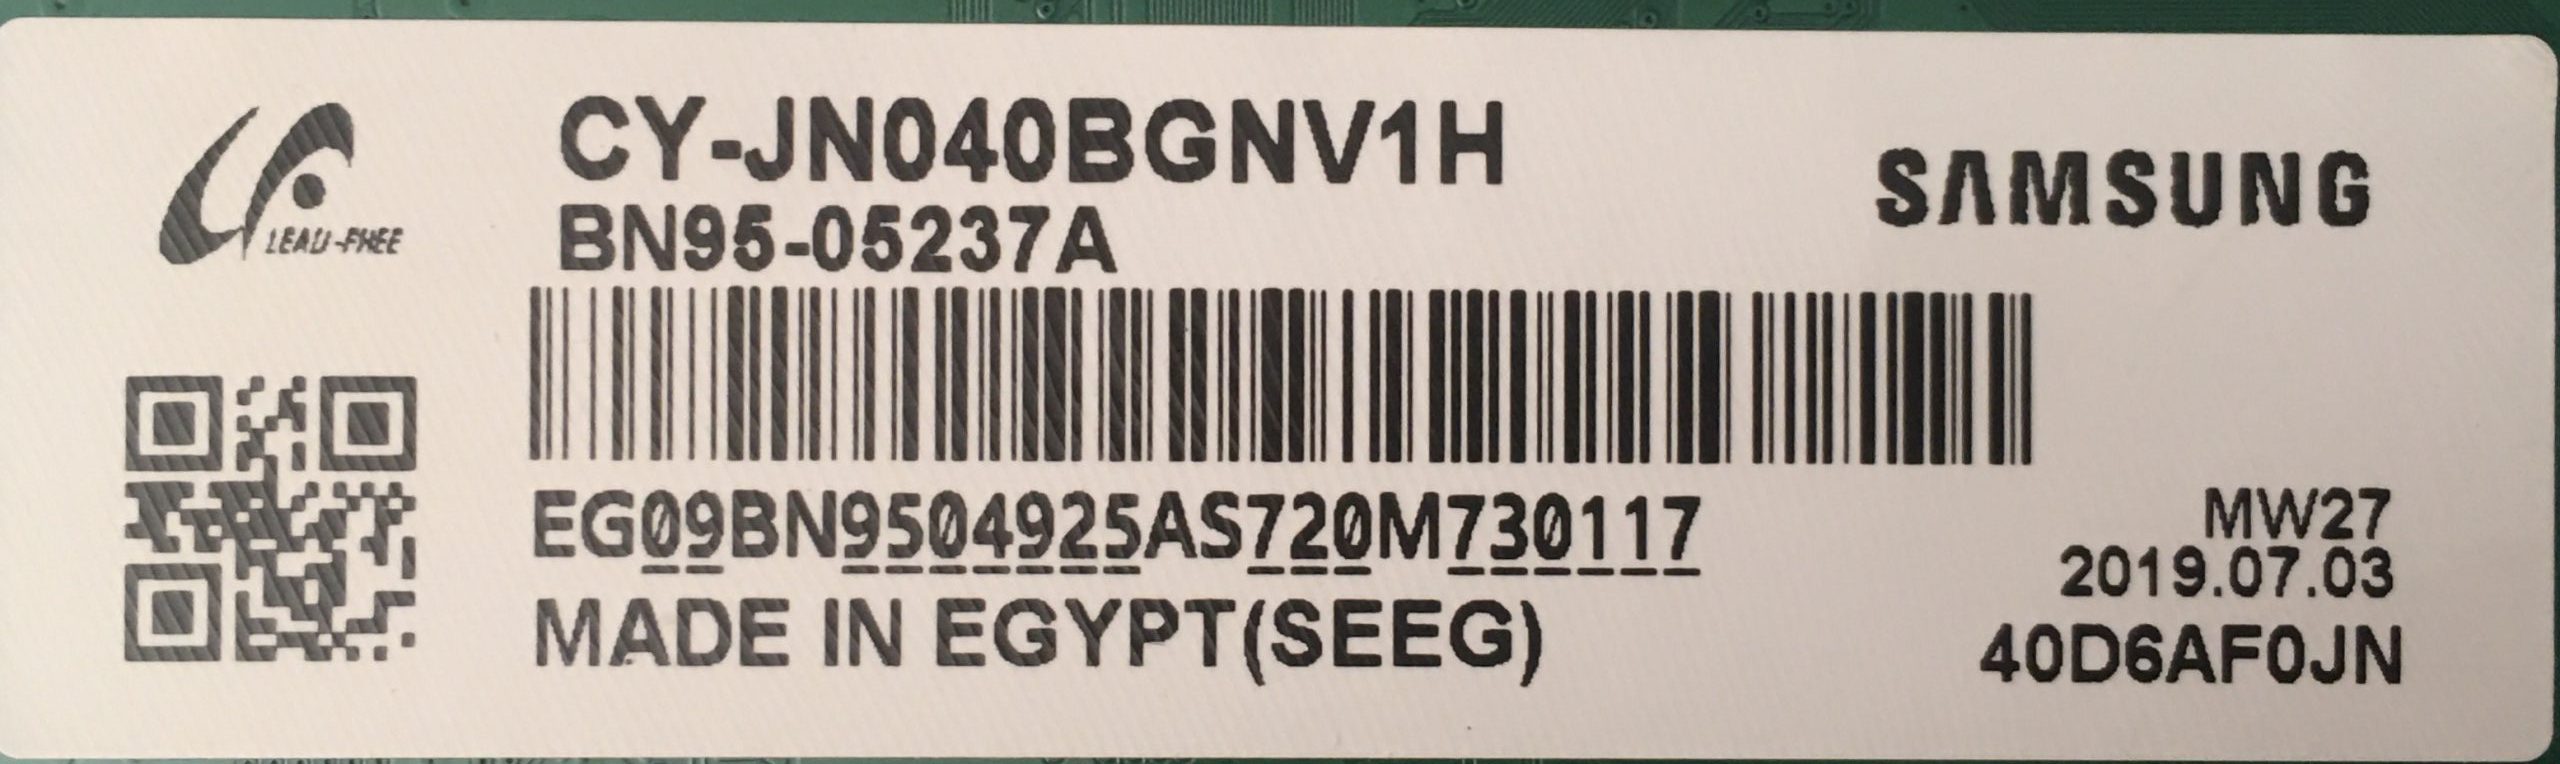 LEAD-FREE
CY-JN040BGNV1H
BN95-05237A
SAMSUNG
EG09BN9504925AS720M730117
MADE IN EGYPT(SEEG)
MW27
2019.07.03
40D6AF0JN